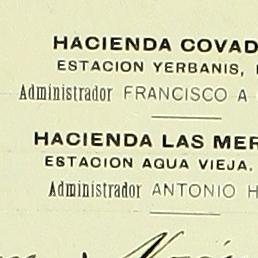 HACIENDA COVAD
ESTACION YERBANIS,
Administrador FRANCISCO A
HACIENDA LAS MER
ESTACION AGUA VIEJA.
Administrador ANTONIO H